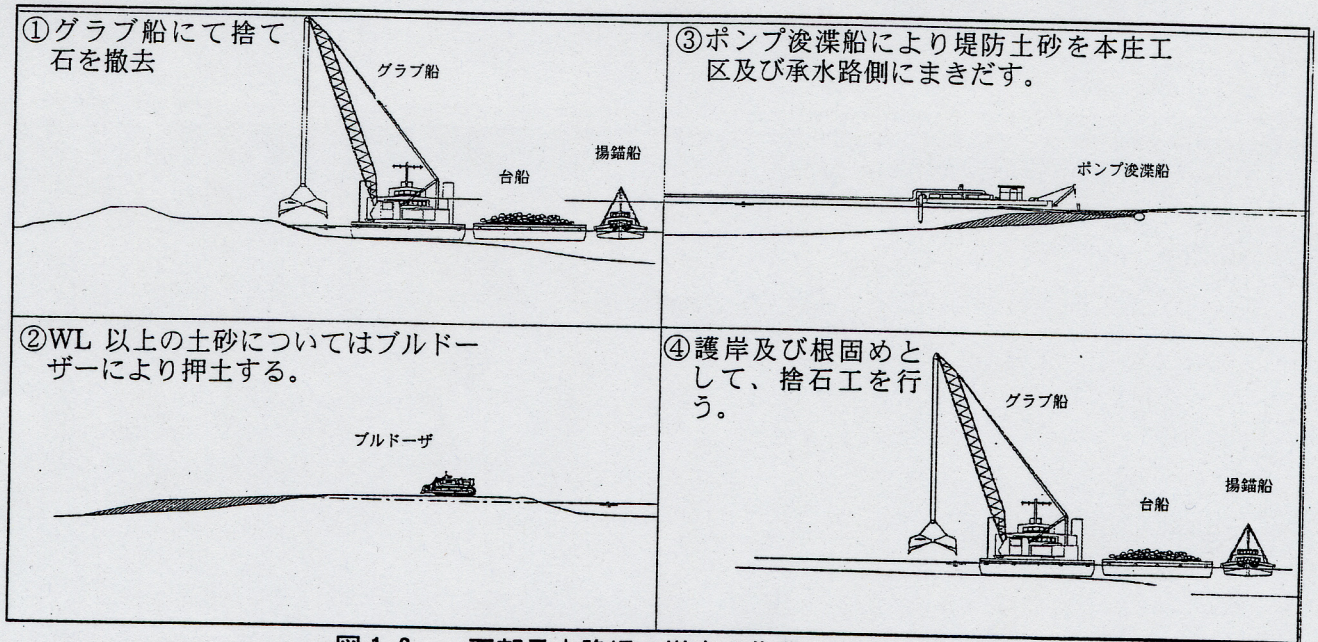 ①グラブ船にて捨て
石を撤去
グラブ船
台船
揚錨船
②WL 以上の土砂についてはブルドー
ザーにより押土する。
ブルドーザ
③ポンプ浚渫船により堤防土砂を本庄工
区及び承水路側にまきだす。
ポンプ浚渫船
④護岸及び根固めと
して、捨石工を行
う。
グラブ船
台船
揚錨船